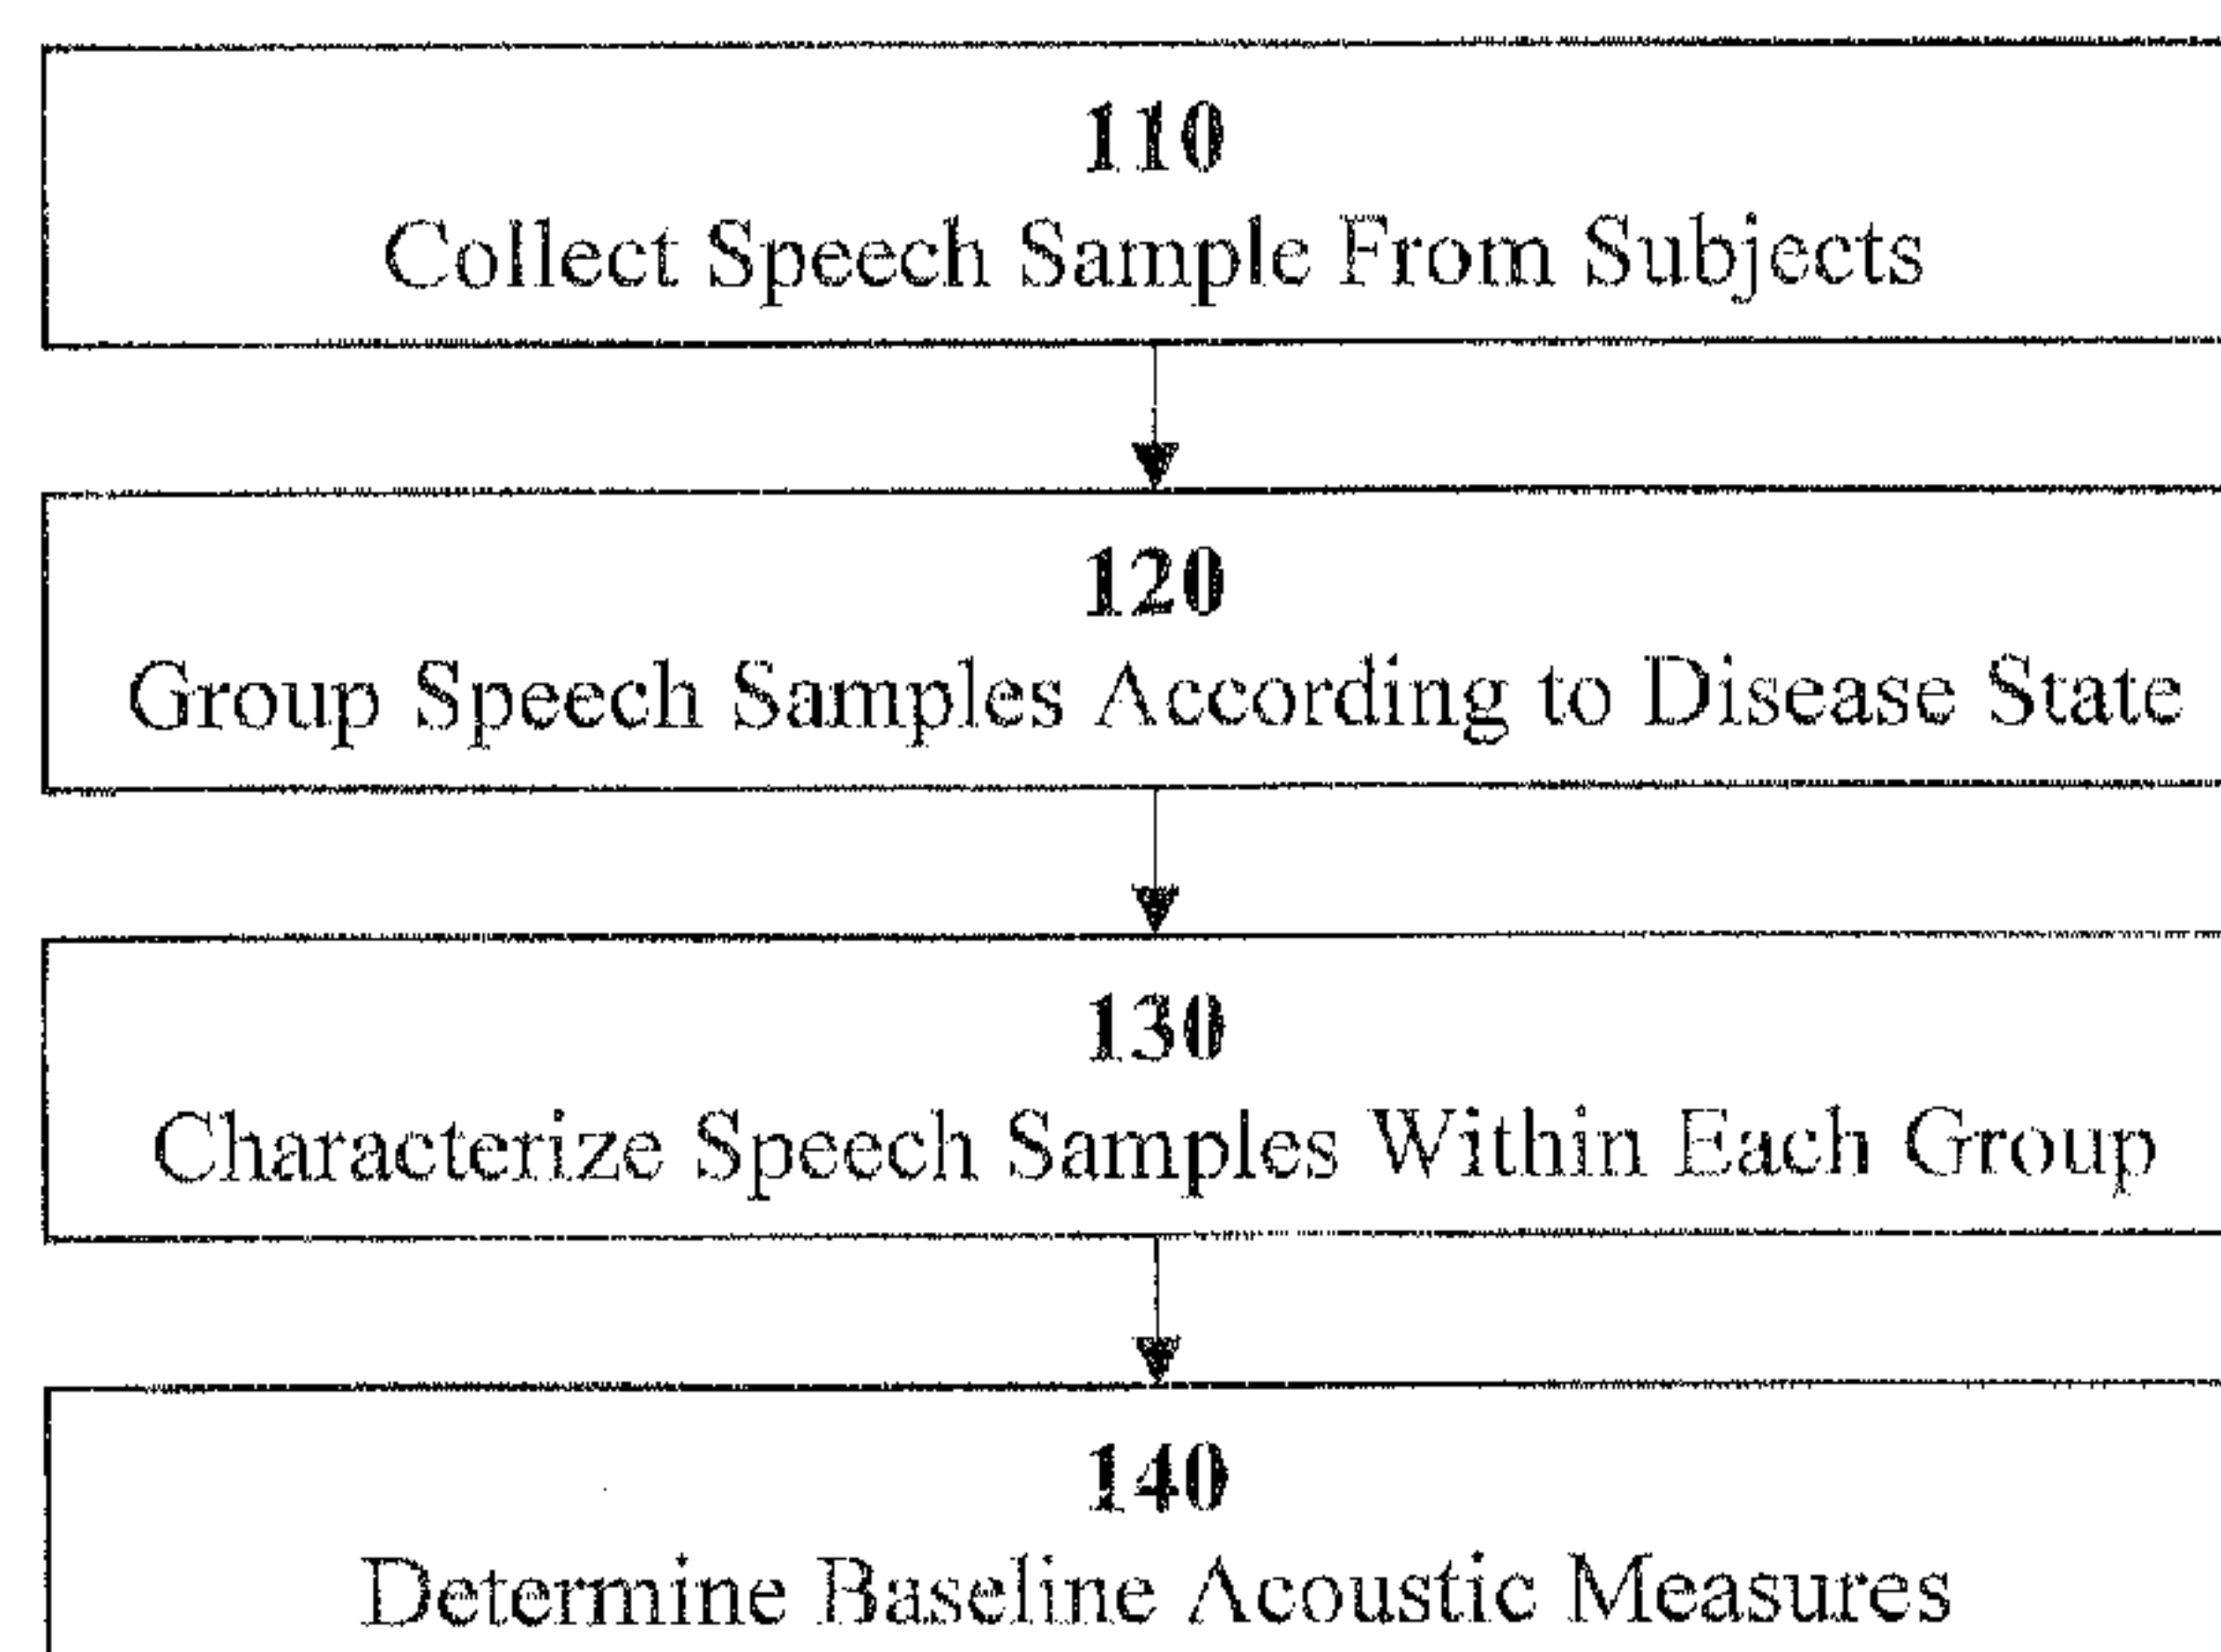 110
Collect Speech Sample From Subjects
120
Group Speech Samples According to Disease State
130
Characterize Speech Samples Within Each Group
140
Determine Baseline Acoustic Measures